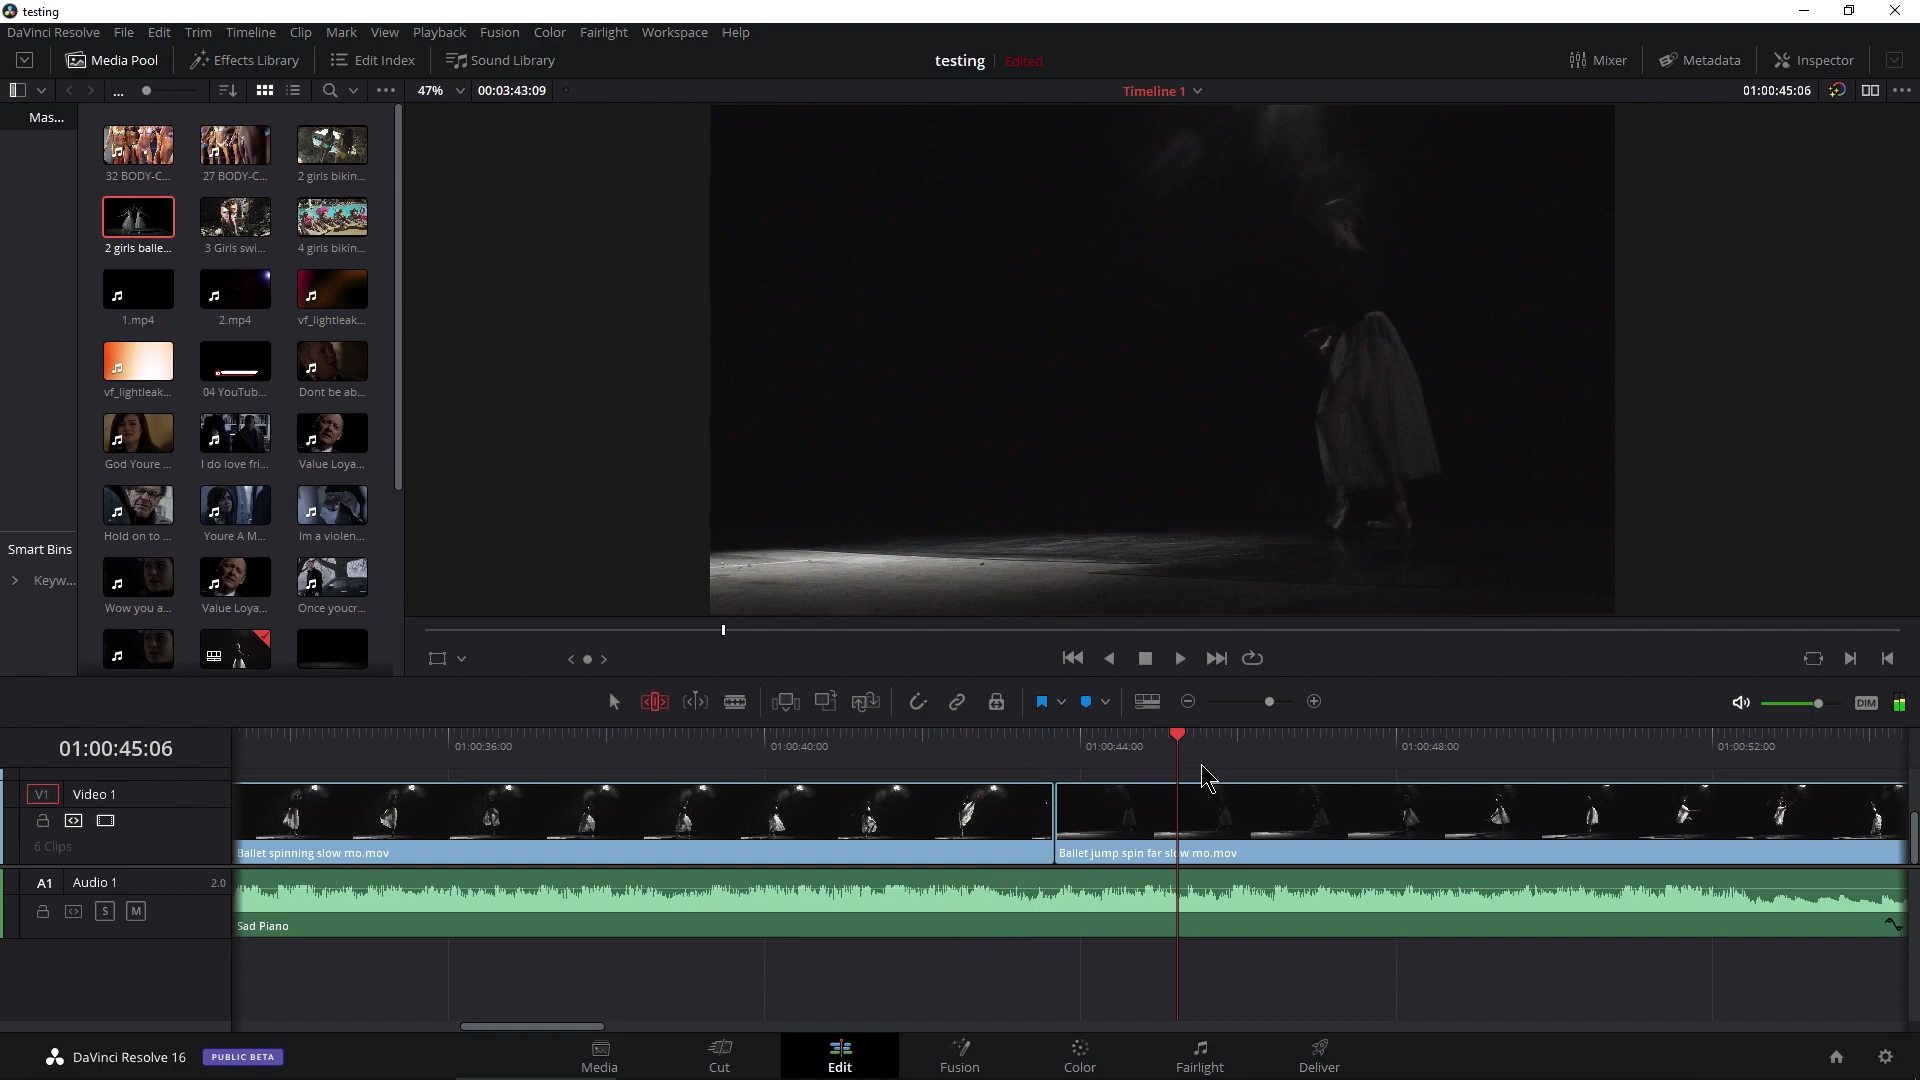 testing
DaVinci Resolve File Edit Trim Timeline Clip Mark View Playback Fusion Color Fairlight Workspace Help
Media Pool Effects Library Edit Index Sound Library testing Edited Mixer Metadata Inspector
... 47% 00:03:43:09 Timeline 1 01:00:45:06
Mas...
32 BODY-C... 27 BODY-C... 2 girls bikin...
2 girls balle... 3 Girls swi... 4 girls bikin...
1.mp4 2.mp4 vf_lightleak...
vf_lightleak... 04 YouTub... Dont be ab...
God Youre ... I do love fri... Value Loya...
Hold on to ... Youre A M... Im a violen...
Smart Bins
Keyw...
Wow you a... Value Loya... Once youcr...
DIM
01:00:45:06 01:00:36:00 01:00:40:00 01:00:44:00 01:00:48:00 01:00:52:00
V1 Video 1
6 Clips
Ballet spinning slow mo.mov Ballet jump spin far slow mo.mov
A1 Audio 1 2.0
S M
Sad Piano
DaVinci Resolve 16 PUBLIC BETA Media Cut Edit Fusion Color Fairlight Deliver